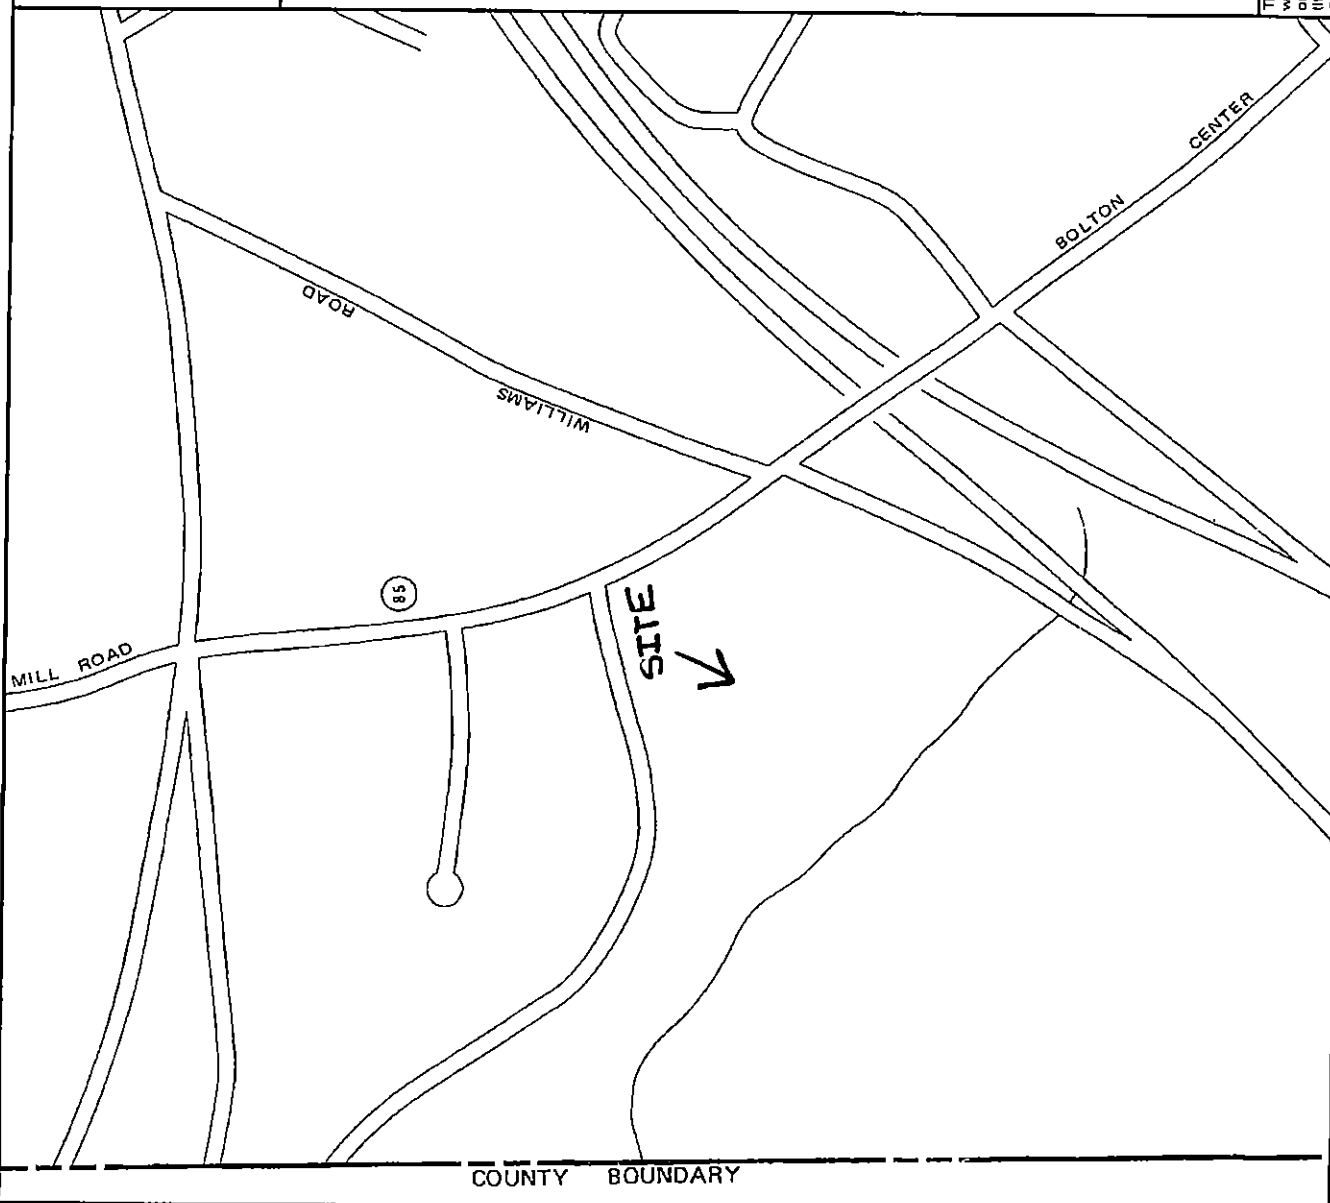 BOLTON CENTER
WILLIAMS ROAD
85
MILL ROAD
SITE
COUNTY BOUNDARY